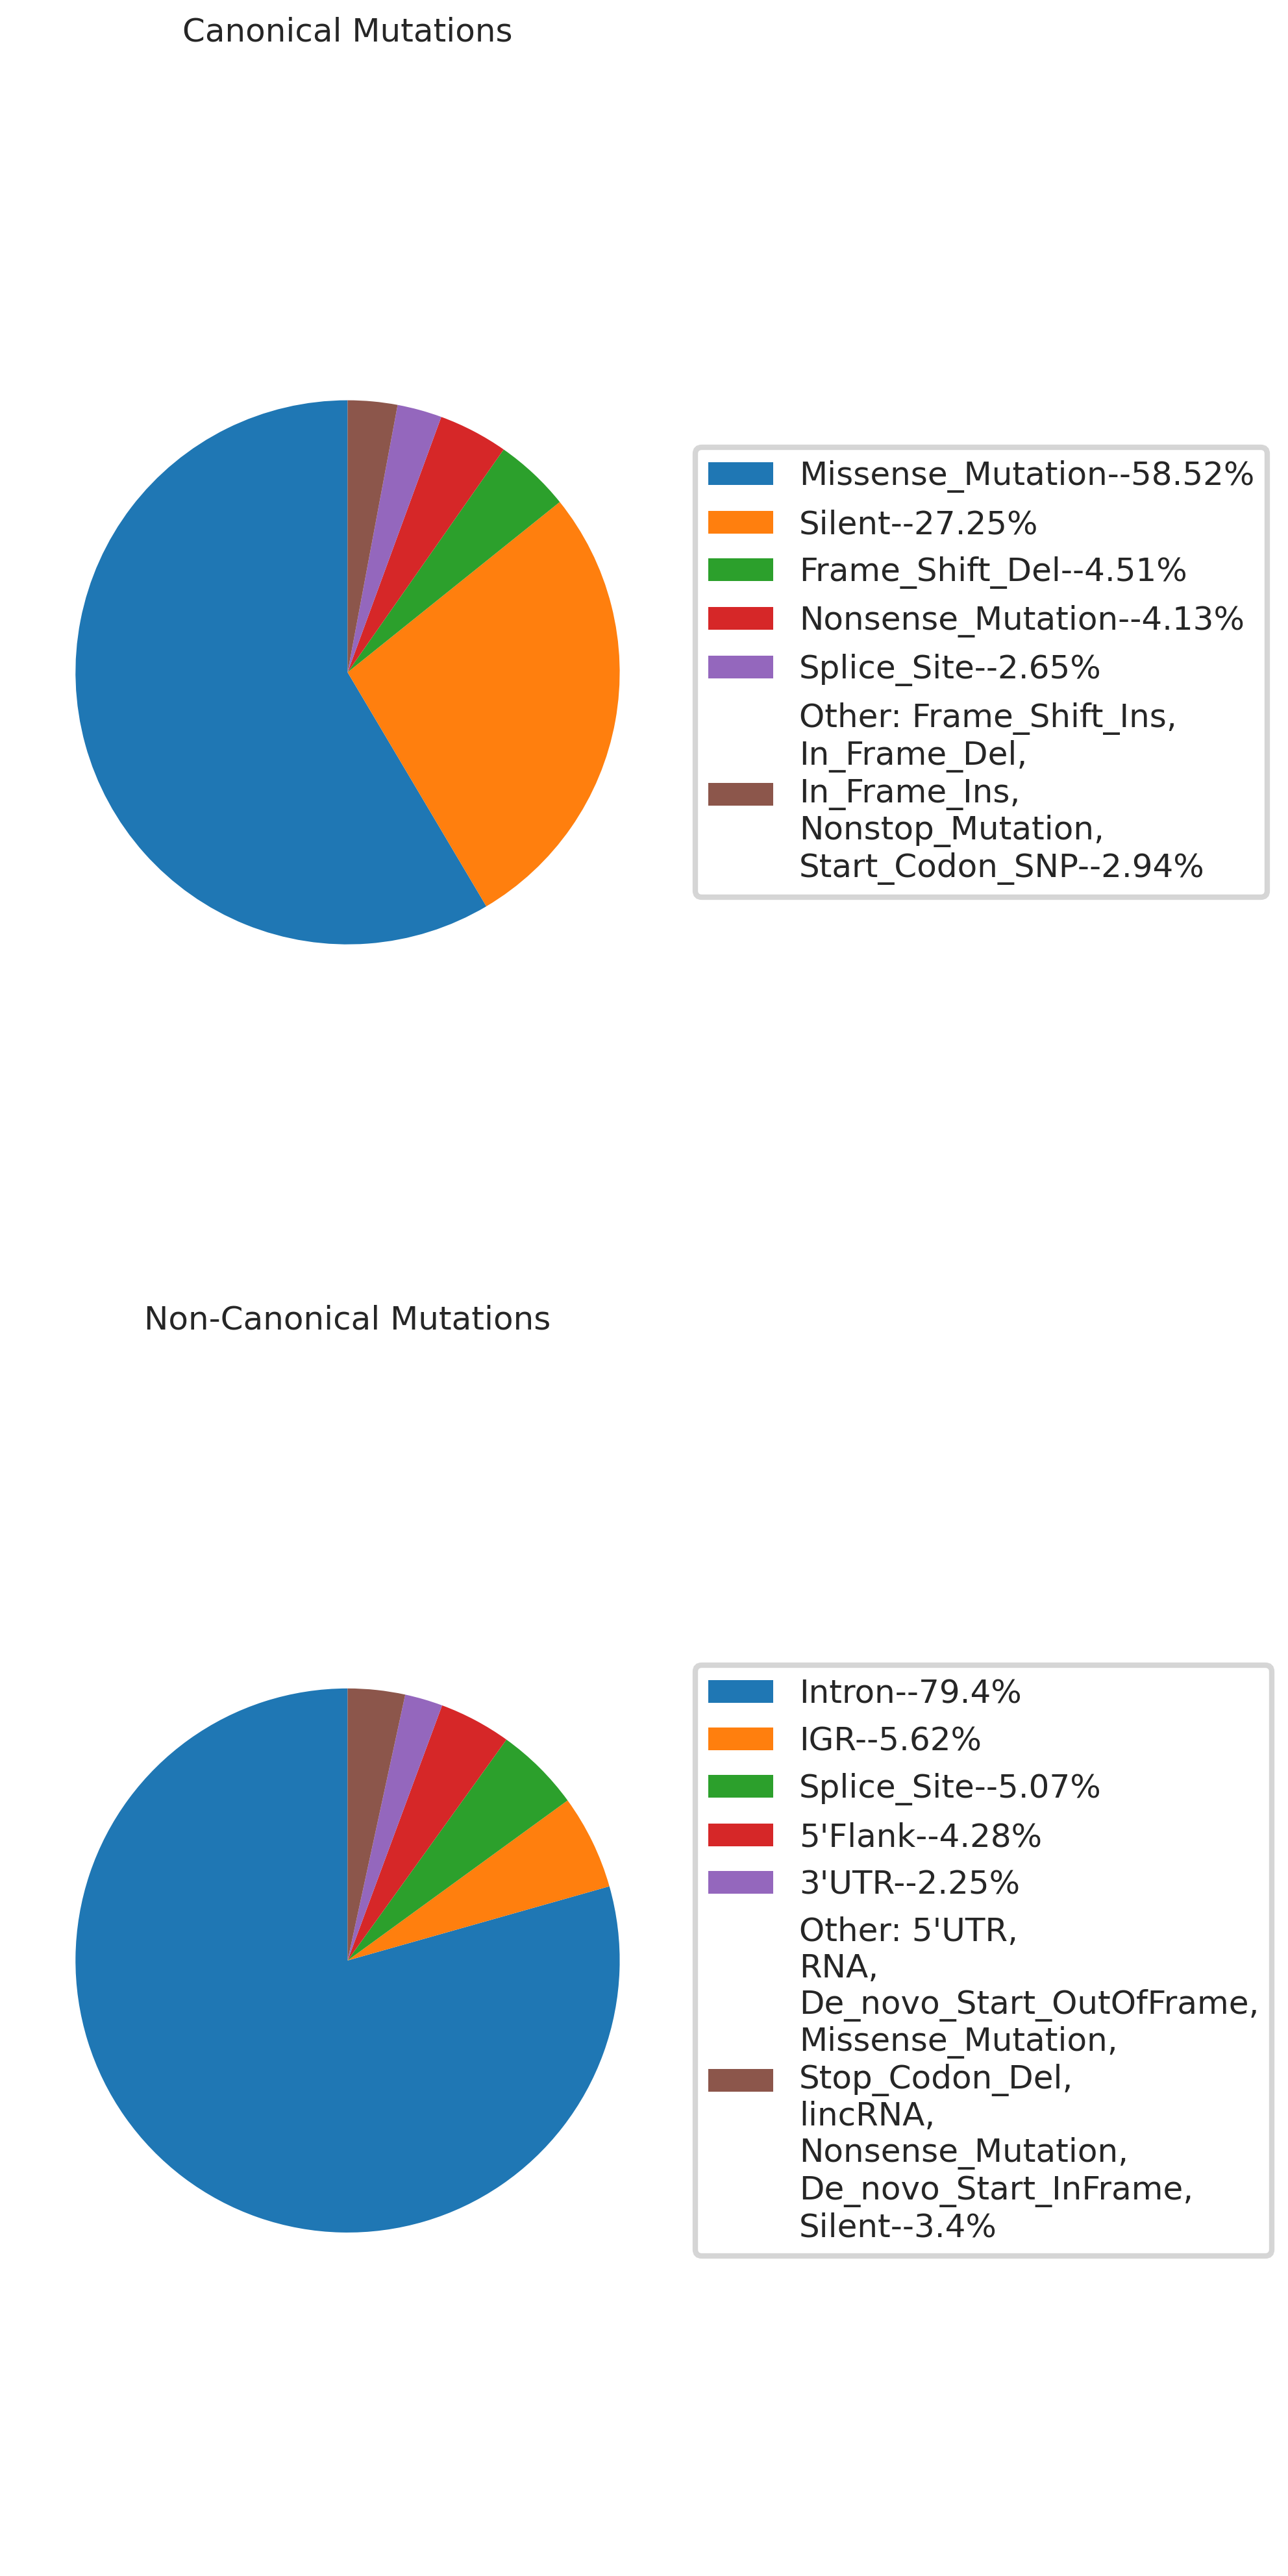 Canonical Mutations
Missense_Mutation--58.52%
Silent--27.25%
Frame_Shift_Del--4.51%
Nonsense_Mutation--4.13%
Splice_Site--2.65%
Other: Frame_Shift_Ins,
In_Frame_Del,
In_Frame_Ins,
Nonstop_Mutation,
Start_Codon_SNP--2.94%
Non-Canonical Mutations
Intron--79.4%
IGR--5.62%
Splice_Site--5.07%
5'Flank--4.28%
3'UTR--2.25%
Other: 5'UTR,
RNA,
De_novo_Start_OutOfFrame,
Missense_Mutation,
Stop_Codon_Del,
lincRNA,
Nonsense_Mutation,
De_novo_Start_InFrame,
Silent--3.4%